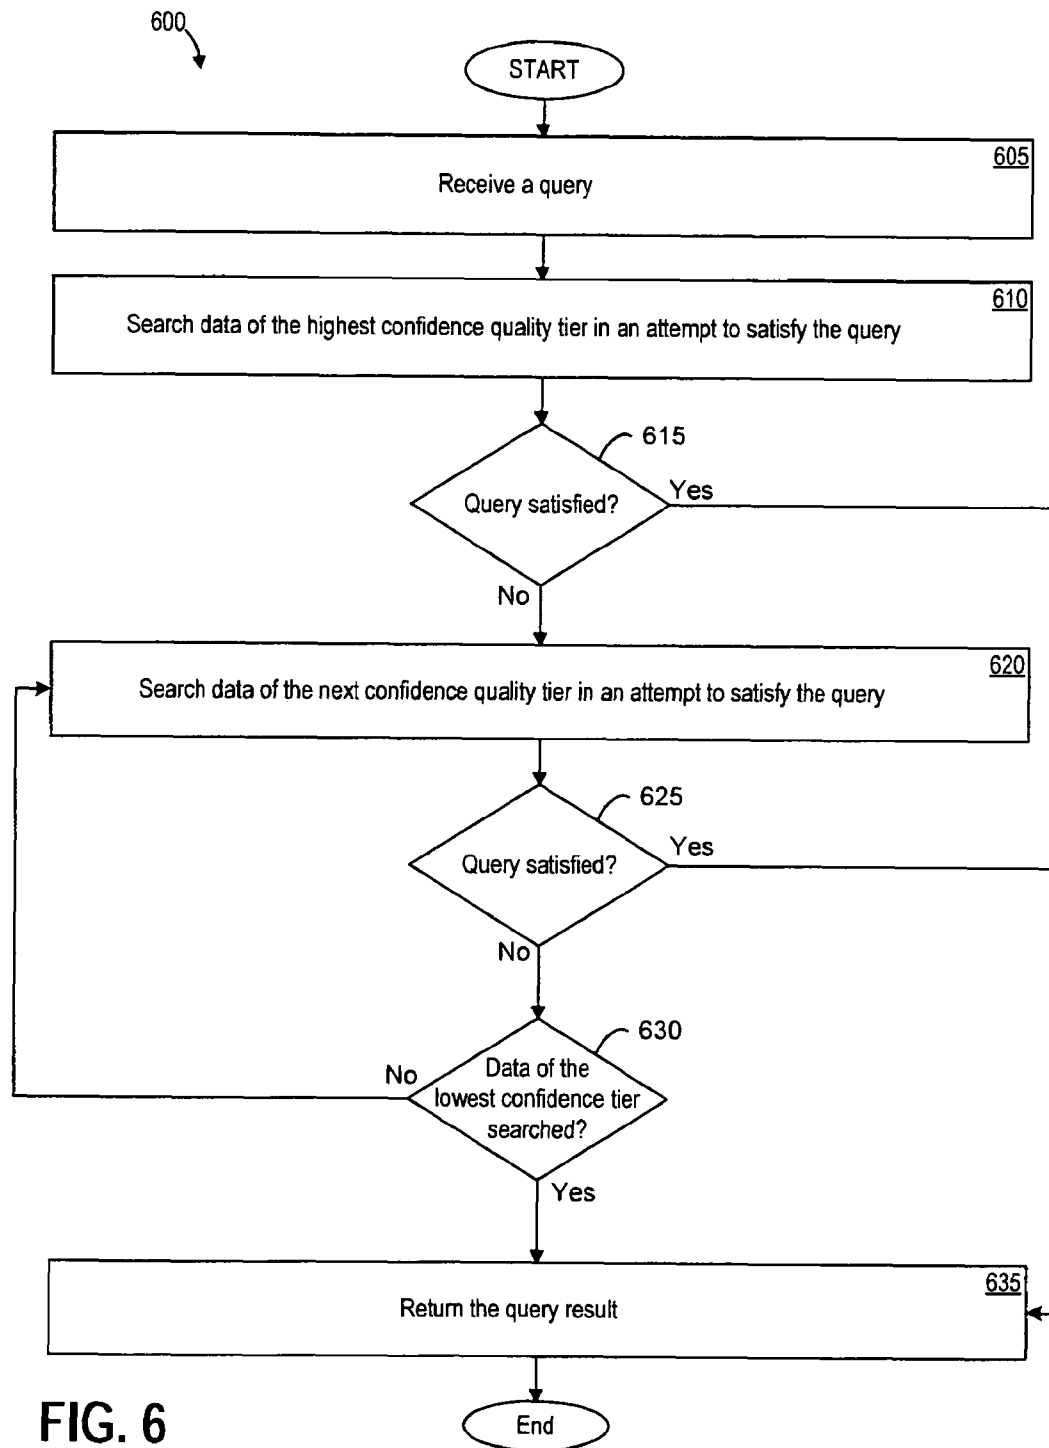 600
START
605
Receive a query
610
Search data of the highest confidence quality tier in an attempt to satisfy the query
615
Query satisfied?
Yes
No
620
Search data of the next confidence quality tier in an attempt to satisfy the query
625
Query satisfied?
Yes
No
630
No
Data of the
lowest confidence tier
searched?
Yes
635
Return the query result
FIG. 6
End